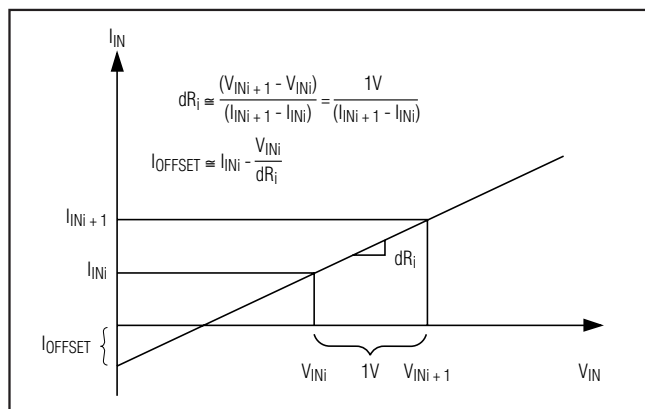 I_IN
dR_i ≅ (V_INi + 1 - V_INi) / (I_INi + 1 - I_INi) = 1V / (I_INi + 1 - I_INi)
I_OFFSET ≅ I_INi - V_INi / dR_i
I_INi + 1
I_INi
dR_i
I_OFFSET
V_INi 1V V_INi + 1 V_IN